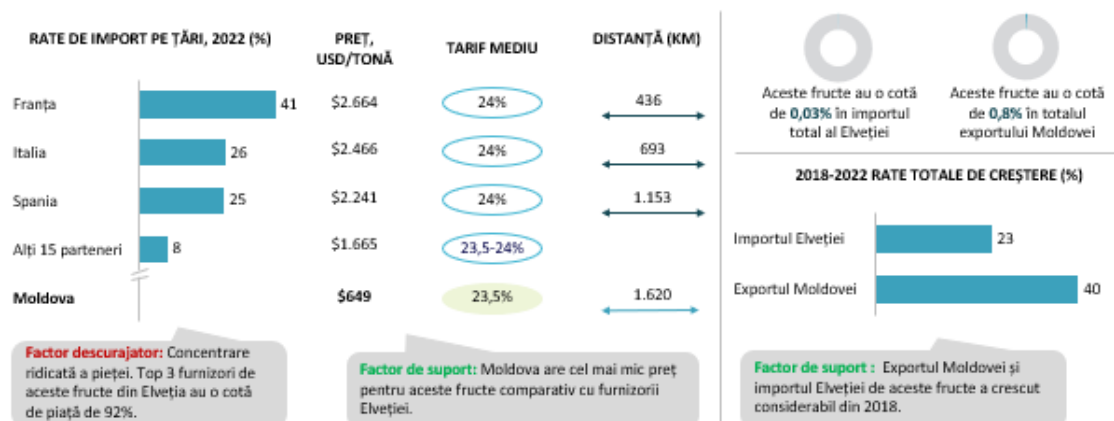 RATE DE IMPORT PE ȚĂRI, 2022 (%)
PREȚ,
USD/TONĂ
TARIF MEDIU
DISTANȚĂ (KM)
Franța
41
$2.664
24%
436
Italia
26
$2.466
24%
693
Spania
25
$2.241
24%
1.153
Alți 15 parteneri
8
$1.665
23,5-24%
Moldova
$649
23,5%
1.620
Factor descurajator: Concentrare
ridicată a pieței. Top 3 furnizori de
aceste fructe din Elveția au o cotă
de piață de 92%.
Factor de suport: Moldova are cel mai mic preț
pentru aceste fructe comparativ cu furnizorii
Elveției.
Aceste fructe au o cotă
de 0,03% în importul
total al Elveției
Aceste fructe au o cotă
de 0,8% în totalul
exportului Moldovei
2018-2022 RATE TOTALE DE CREȘTERE (%)
Importul Elveției
23
Exportul Moldovei
40
Factor de suport : Exportul Moldovei și
importul Elveției de aceste fructe a crescut
considerabil din 2018.